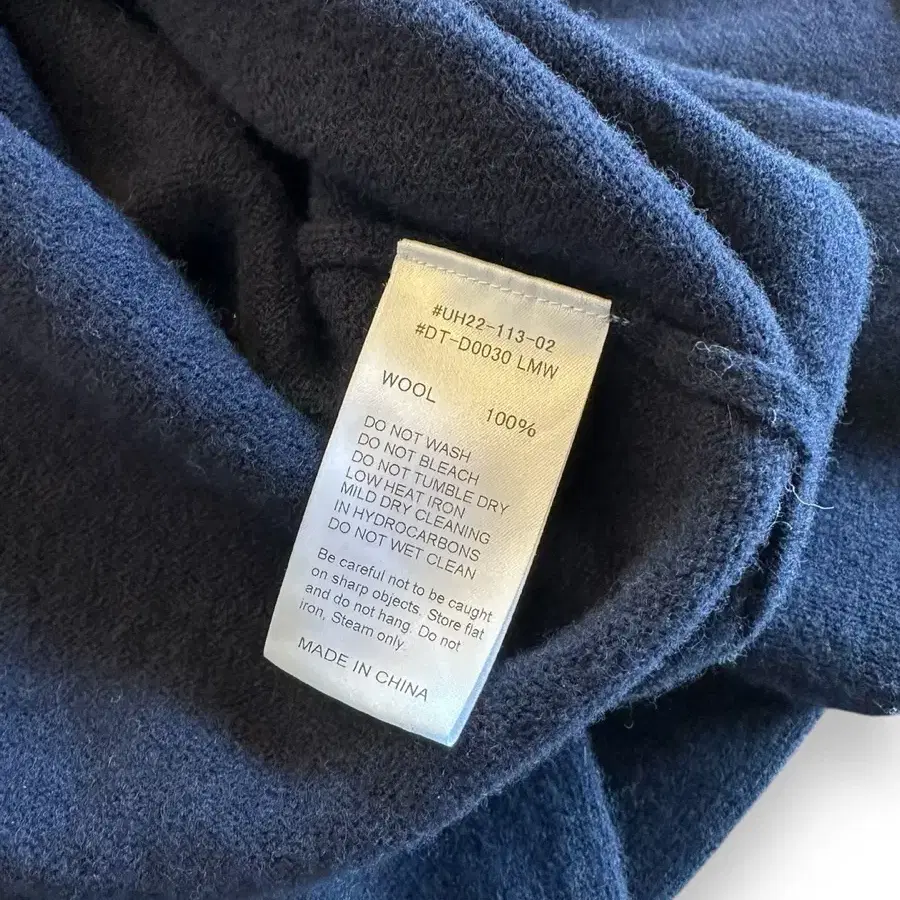 #UH22-113-02
#DT-D0030 LMW
WOOL 100%
DO NOT WASH
DO NOT BLEACH
DO NOT TUMBLE DRY
LOW HEAT IRON
MILD DRY CLEANING
IN HYDROCARBONS
DO NOT WET CLEAN
Be careful not to be caught
on sharp objects. Store flat
and do not hang. Do not
iron, Steam only.
MADE IN CHINA